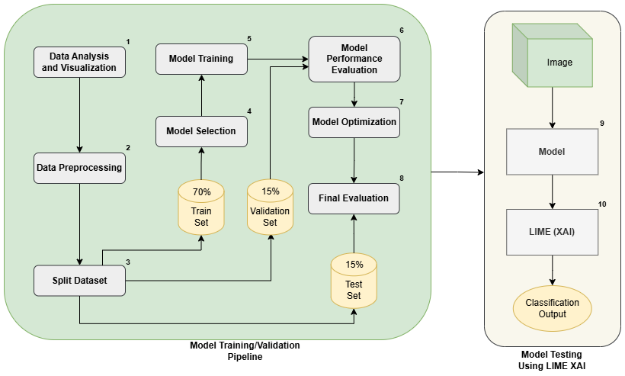 1
Data Analysis
and Visualization
2
Data Preprocessing
3
Split Dataset
5
Model Training
4
Model Selection
70%
Train
Set
15%
Validation
Set
6
Model
Performance
Evaluation
7
Model Optimization
8
Final Evaluation
15%
Test
Set
Model Training/Validation
Pipeline
Image
9
Model
10
LIME (XAI)
Classification
Output
Model Testing
Using LIME XAI